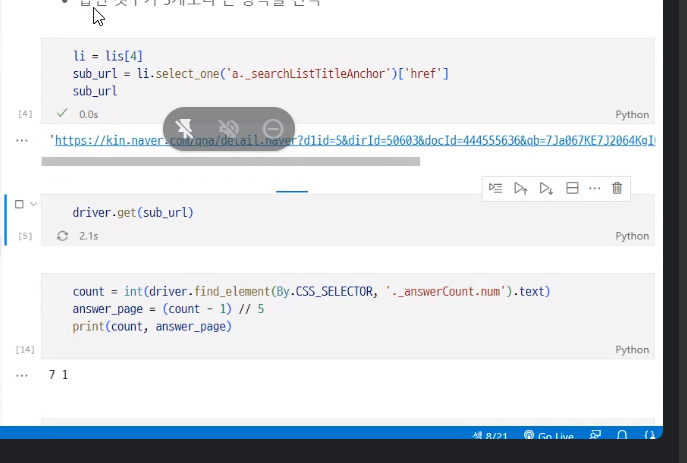 li = lis[4]
sub_url = li.select_one('a._searchListTitleAnchor')['href']
sub_url
[4] 0.0s Python
'https://kin.naver.com/qna/detail.naver?d1id=5&dirId=50603&docId=444555636&qb=7Ja067KE7J2064KgI
driver.get(sub_url)
[5] 2.1s Python
count = int(driver.find_element(By.CSS_SELECTOR, '._answerCount.num').text)
answer_page = (count - 1) // 5
print(count, answer_page)
[14] Python
7 1
셀 8/21 Go Live